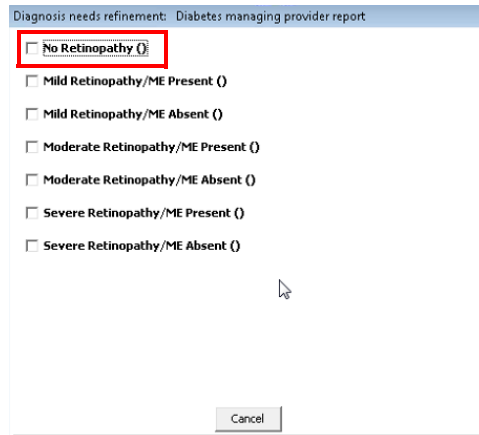 Diagnosis needs refinement: Diabetes managing provider report
No Retinopathy ()
Mild Retinopathy/ME Present ()
Mild Retinopathy/ME Absent ()
Moderate Retinopathy/ME Present ()
Moderate Retinopathy/ME Absent ()
Severe Retinopathy/ME Present ()
Severe Retinopathy/ME Absent ()
Cancel